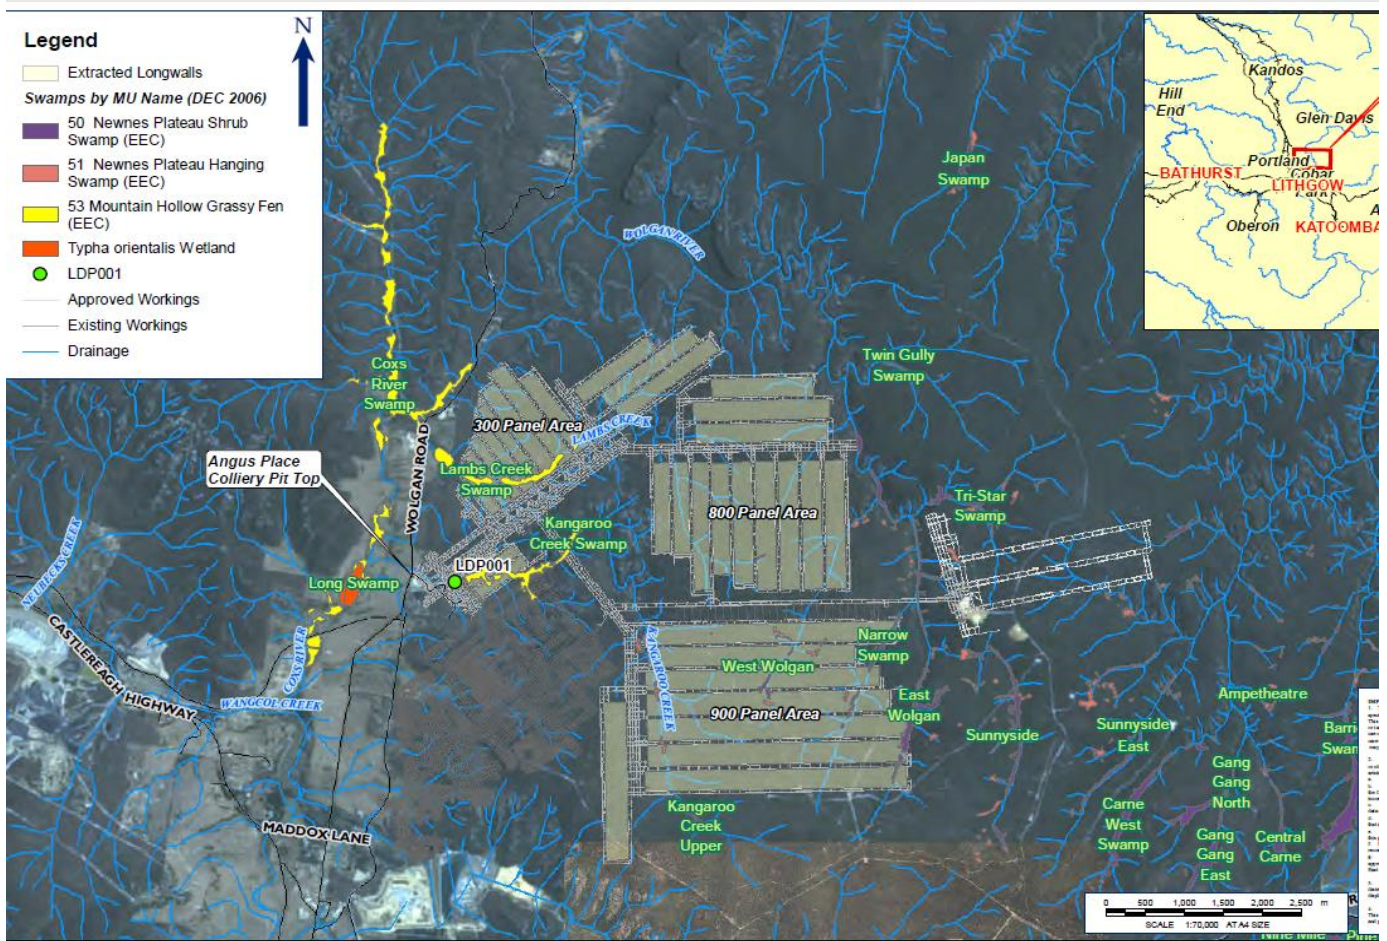 Legend
Extracted Longwalls
Swamps by MU Name (DEC 2006)
50 Newnes Plateau Shrub
Swamp (EEC)
51 Newnes Plateau Hanging
Swamp (EEC)
53 Mountain Hollow Grassy Fen
(EEC)
Typha orientalis Wetland
LDP001
Approved Workings
Existing Workings
Drainage
N
Kandos
Hill
End
Glen Davis
Portland
Cobar
Park
BATHURST
LITHGOW
Oberon
KATOOMBA
Japan
Swamp
WOLGAN RIVER
Twin Gully
Swamp
Coxs
River
Swamp
300 Panel Area
LAMBS CREEK
WOLGAN ROAD
Angus Place
Colliery Pit Top
Lambs Creek
Swamp
Kangaroo
Creek Swamp
800 Panel Area
Tri-Star
Swamp
LDP001
Long Swamp
NEUBECKS CREEK
CASTLEREAGH HIGHWAY
COXS RIVER
WANGCOL CREEK
KANGAROO CREEK
Narrow
Swamp
West Wolgan
East
Wolgan
900 Panel Area
Sunnyside
Ampetheatre
Sunnyside
East
Gang
Gang
North
Carne
West
Swamp
Gang
Gang
East
Central
Carne
Kangaroo
Creek
Upper
MADDOX LANE
0 500 1,000 1,500 2,000 2,500 m
SCALE 1:70,000 AT A4 SIZE